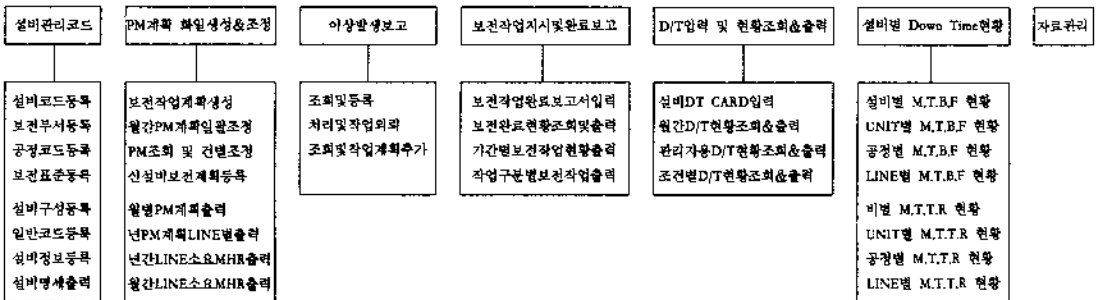 설비관리코드
설비코드등록
보전부서등록
공정코드등록
보전표준등록
설비구성등록
일반코드등록
설비정보등록
설비명세출력
PM계획 화일생성&조정
보전작업계획생성
월간PM계획일괄조정
PM조회 및 건별조정
신설비보전계획등록
월별PM계획출력
년PM계획LINE별출력
년간LINE소요MHR출력
월간LINE소요MHR출력
이상발생보고
조회및등록
처리및작업의뢰
조회및작업계획추가
보전작업지시및완료보고
보전작업완료보고서입력
보전완료현황조회및출력
기간별보전작업현황출력
작업구분별보전작업출력
D/T입력 및 현황조회&출력
설비DT CARD입력
월간D/T현황조회&출력
관리자용D/T현황조회&출력
조건별D/T현황조회&출력
설비별 Down Time현황
설비별 M.T.B.F 현황
UNIT별 M.T.B.F 현황
공정별 M.T.B.F 현황
LINE별 M.T.B.F 현황
비별 M.T.T.R 현황
UNIT별 M.T.T.R 현황
공정별 M.T.T.R 현황
LINE별 M.T.T.R 현황
자료관리